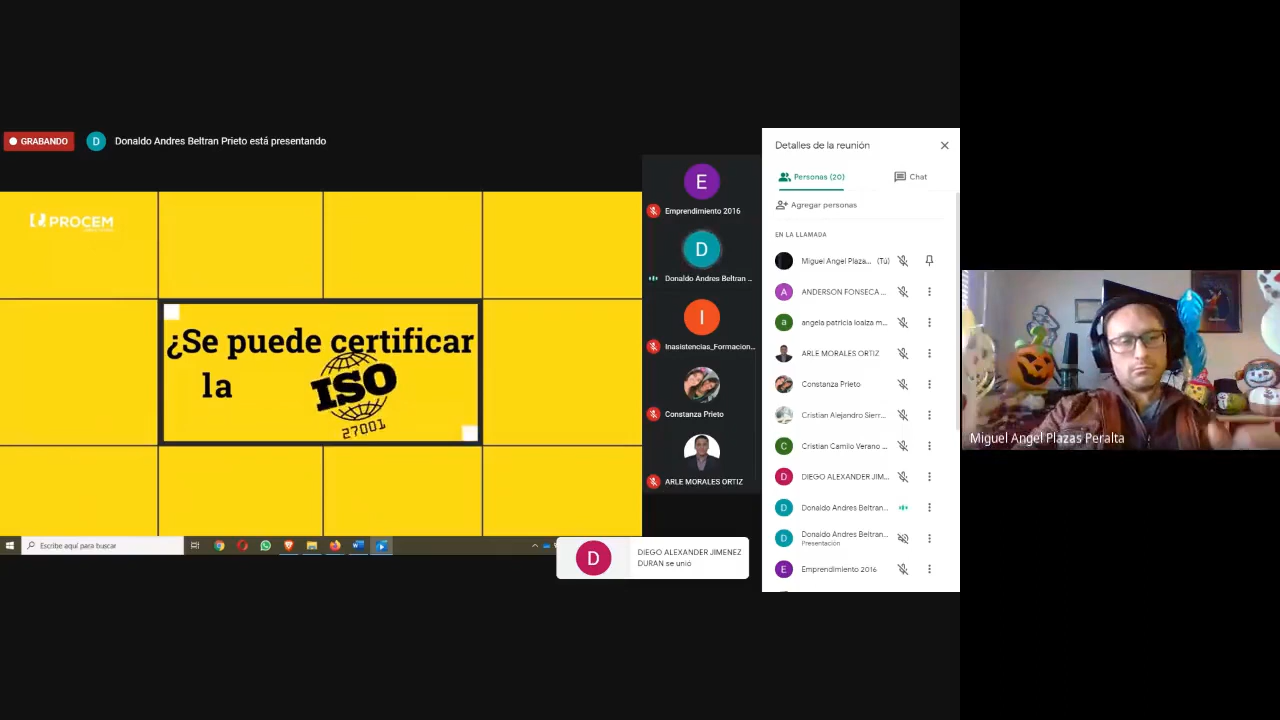 GRABANDO
D
Donaldo Andres Beltran Prieto está presentando
PROCEM
¿Se puede certificar
la
ISO
27001
Escribe aquí para buscar
E
Emprendimiento 2016
D
Donaldo Andres Beltran ...
I
Inasistencias_Formacion...
Constanza Prieto
ARLE MORALES ORTIZ
D
DIEGO ALEXANDER JIMENEZ
DURAN se unió
Detalles de la reunión
Personas (20)
Chat
Agregar personas
EN LA LLAMADA
Miguel Angel Plaza... (Tú)
A
ANDERSON FONSECA ...
a
angela patricia loaiza m...
ARLE MORALES ORTIZ
Constanza Prieto
Cristian Alejandro Sierr...
C
Cristian Camilo Verano ...
D
DIEGO ALEXANDER JIM...
D
Donaldo Andres Beltran...
D
Donaldo Andres Beltran...
Presentación
E
Emprendimiento 2016
Miguel Angel Plazas Peralta